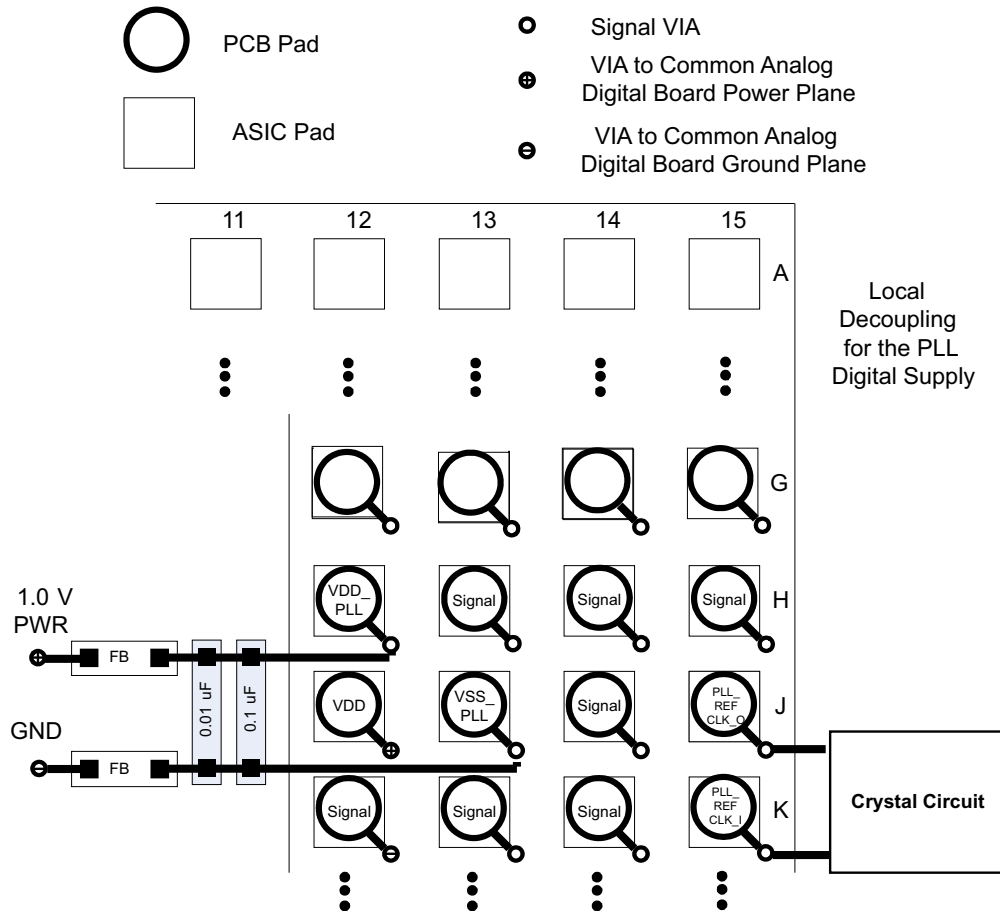 PCB Pad
Signal VIA
VIA to Common Analog
Digital Board Power Plane
ASIC Pad
VIA to Common Analog
Digital Board Ground Plane
11 12 13 14 15
A
Local
Decoupling
for the PLL
Digital Supply
G
VDD_
PLL
Signal
Signal
Signal
H
1.0 V
PWR
FB
0.01 uF
0.1 uF
VDD
VSS_
PLL
Signal
PLL_
REF
CLK_O
J
GND
FB
Signal
Signal
Signal
PLL_
REF
CLK_I
K
Crystal Circuit